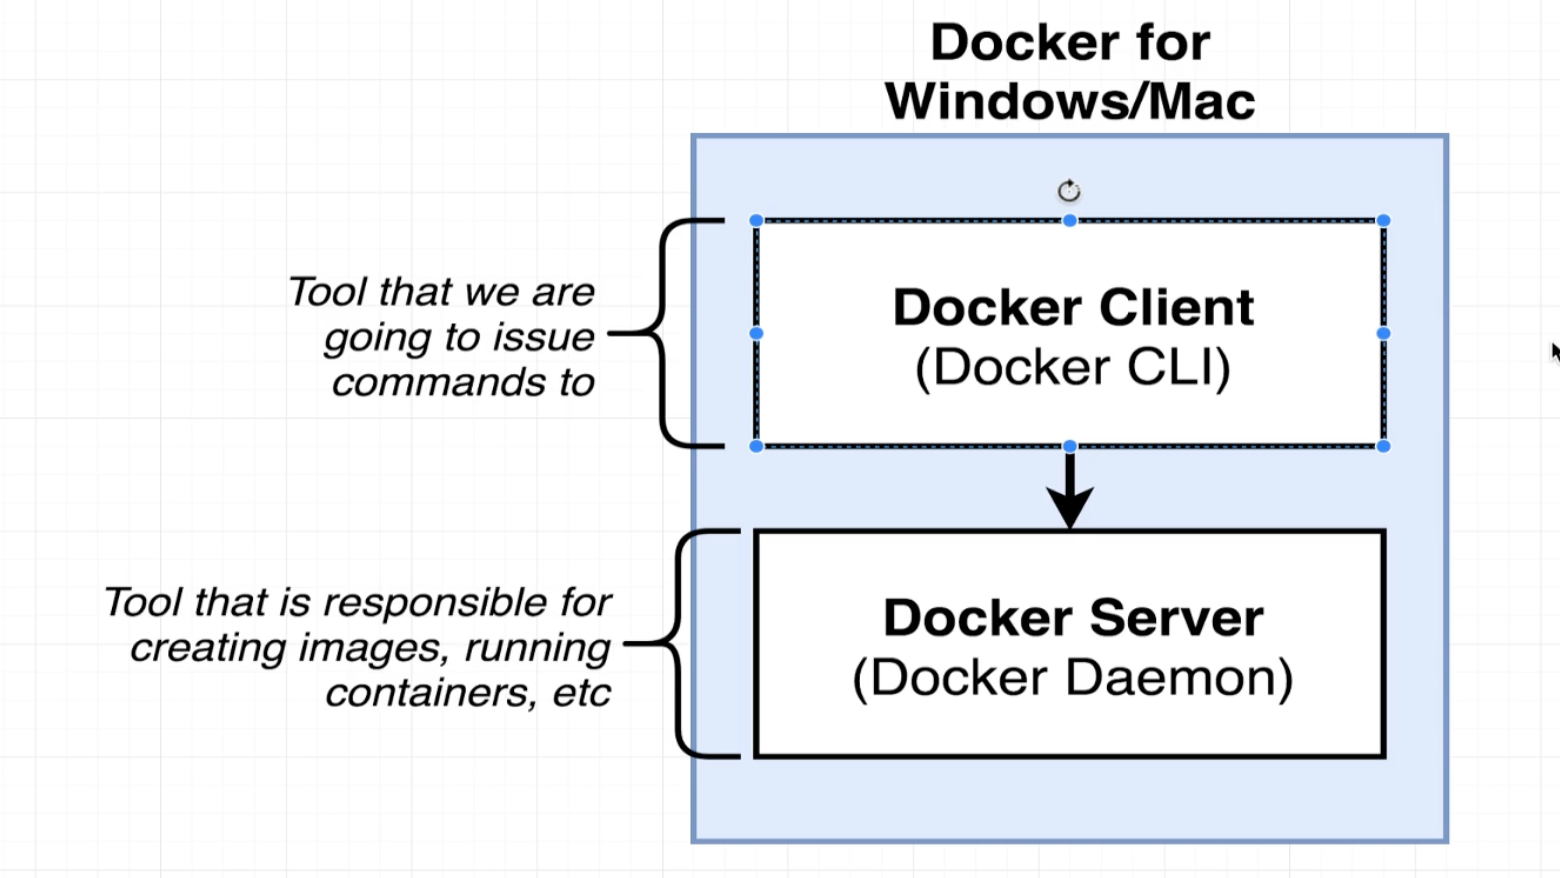 Docker for
Windows/Mac
Tool that we are
going to issue
commands to
Docker Client
(Docker CLI)
Tool that is responsible for
creating images, running
containers, etc
Docker Server
(Docker Daemon)